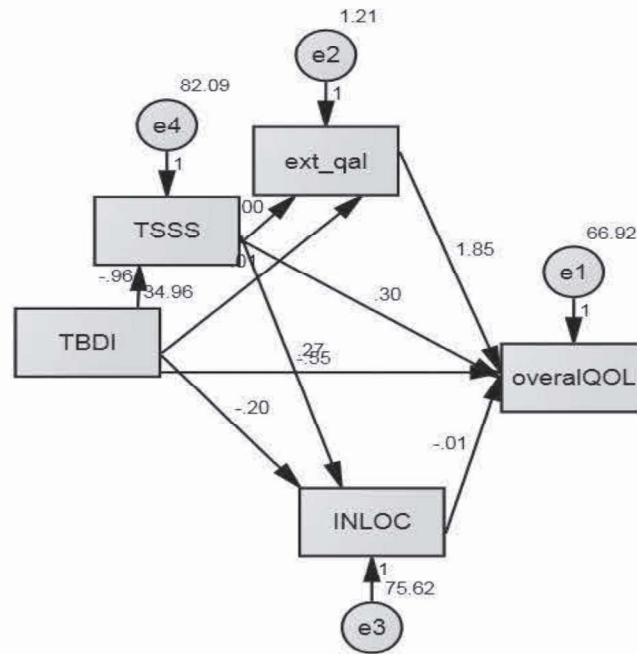 1.21
e2
82.09
1
e4
ext_qal
1
.00
TSSS
1.85
66.92
.01
e1
-.96
34.96
.30
1
TBDI
.27
overalQOL
-.20
-.01
INLOC
1
75.62
e3